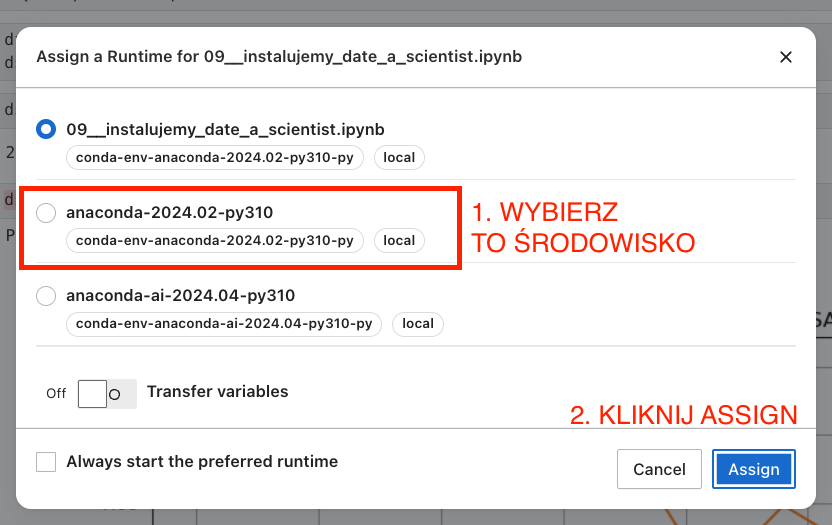 Assign a Runtime for 09__instalujemy_date_a_scientist.ipynb
09__instalujemy_date_a_scientist.ipynb
conda-env-anaconda-2024.02-py310-py local
anaconda-2024.02-py310
conda-env-anaconda-2024.02-py310-py local
1. WYBIERZ
TO ŚRODOWISKO
anaconda-ai-2024.04-py310
conda-env-anaconda-ai-2024.04-py310-py local
Off Transfer variables
2. KLIKNIJ ASSIGN
Always start the preferred runtime
Cancel Assign